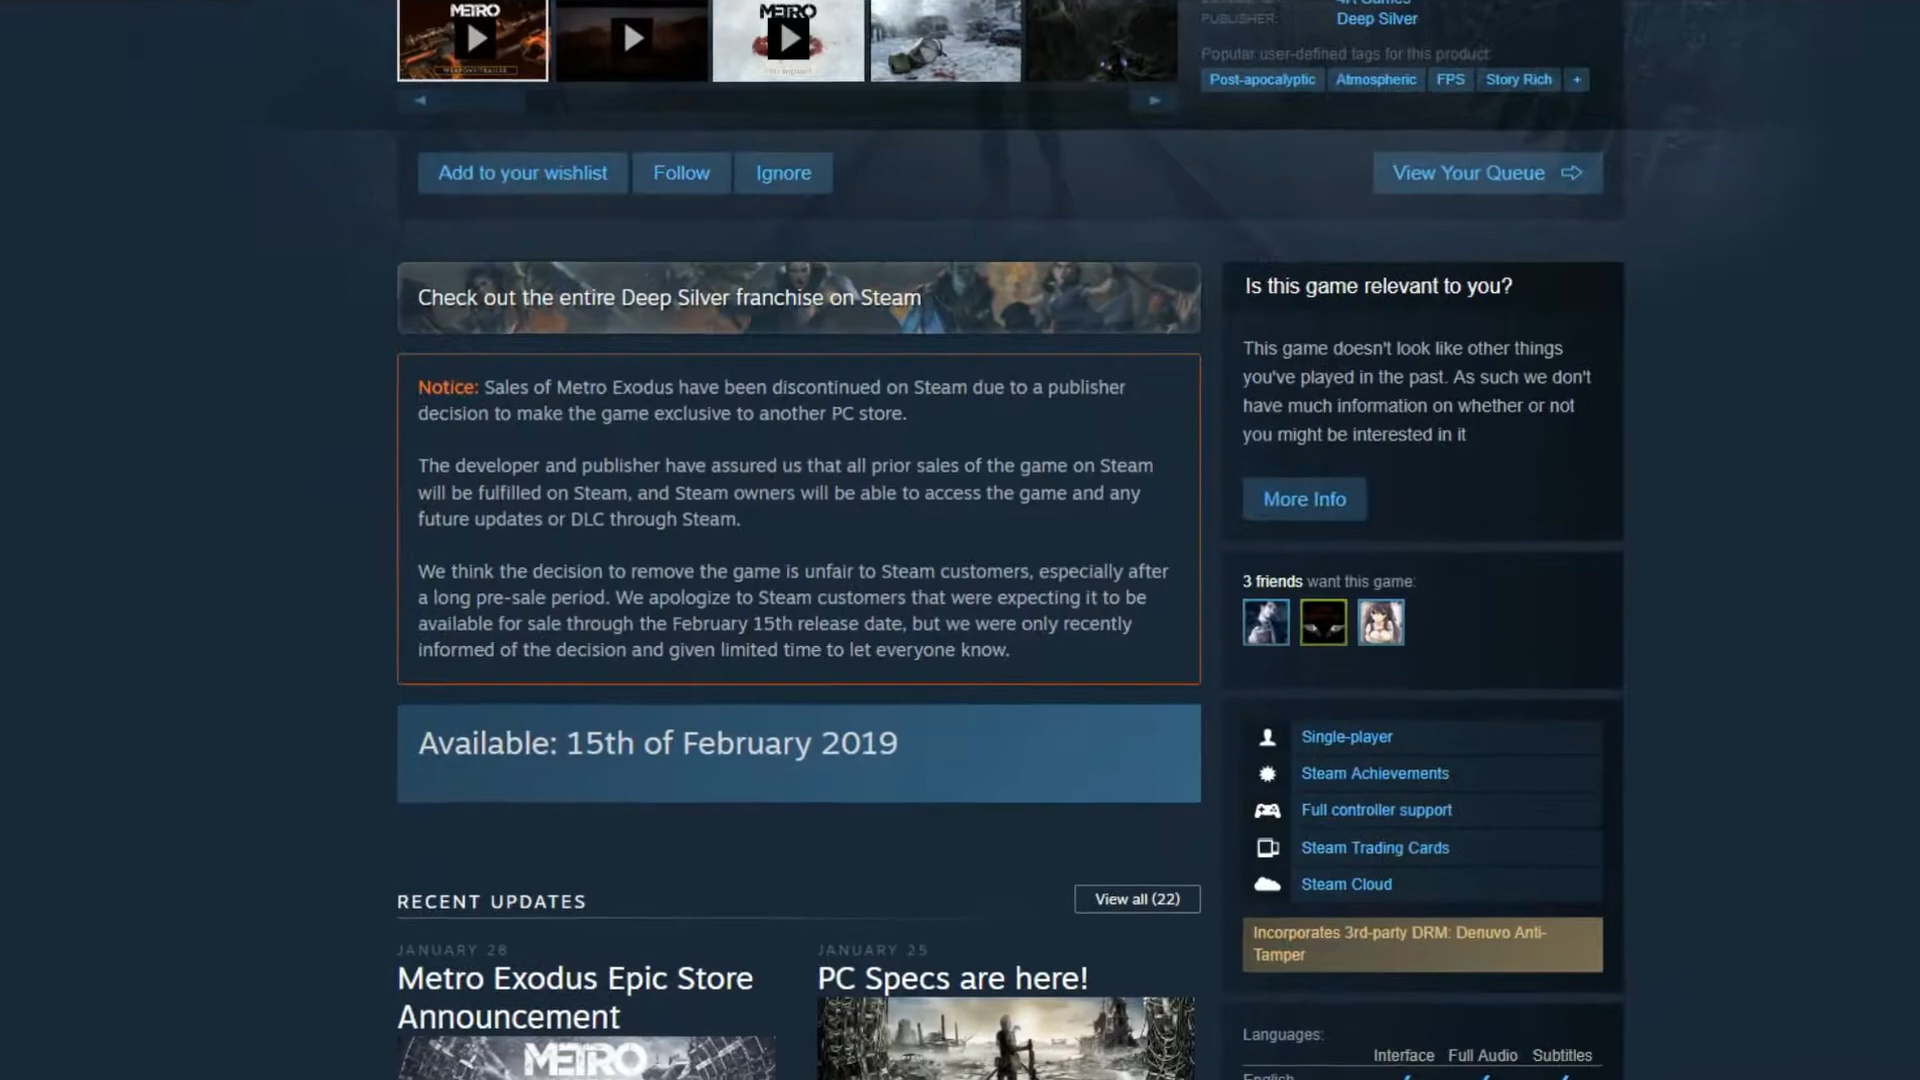 METRO
METRO
WEAPONS TRAILER
PUBLISHER:
4A Games
Deep Silver
Popular user-defined tags for this product:
Post-apocalyptic Atmospheric FPS Story Rich +
Add to your wishlist Follow Ignore
View Your Queue
Check out the entire Deep Silver franchise on Steam
Notice: Sales of Metro Exodus have been discontinued on Steam due to a publisher
decision to make the game exclusive to another PC store.
The developer and publisher have assured us that all prior sales of the game on Steam
will be fulfilled on Steam, and Steam owners will be able to access the game and any
future updates or DLC through Steam.
We think the decision to remove the game is unfair to Steam customers, especially after
a long pre-sale period. We apologize to Steam customers that were expecting it to be
available for sale through the February 15th release date, but we were only recently
informed of the decision and given limited time to let everyone know.
Available: 15th of February 2019
RECENT UPDATES
View all (22)
JANUARY 28
Metro Exodus Epic Store
Announcement
METRO
JANUARY 25
PC Specs are here!
Is this game relevant to you?
This game doesn't look like other things
you've played in the past. As such we don't
have much information on whether or not
you might be interested in it
More Info
3 friends want this game:
Single-player
Steam Achievements
Full controller support
Steam Trading Cards
Steam Cloud
Incorporates 3rd-party DRM: Denuvo Anti-
Tamper
Languages:
Interface Full Audio Subtitles
English